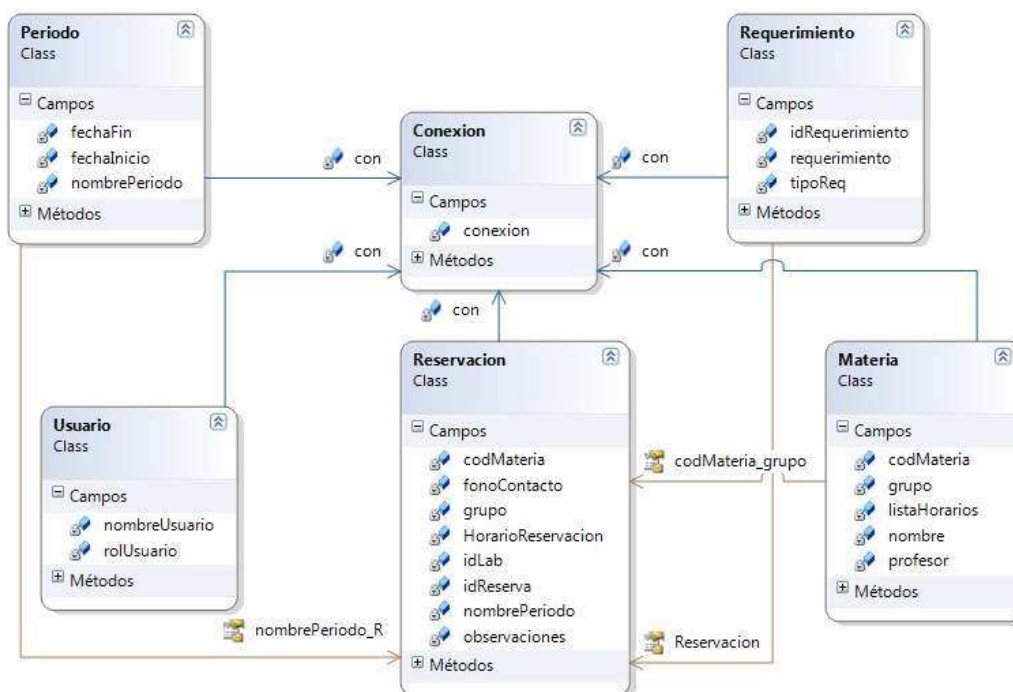 Periodo
Class
Campos
fechaFin
fechaInicio
nombrePeriodo
Métodos
Requerimiento
Class
Campos
idRequerimiento
requerimiento
tipoReq
Métodos
Conexion
Class
Campos
conexion
Métodos
con
con
con
con
con
Usuario
Class
Campos
nombreUsuario
rolUsuario
Métodos
Reservacion
Class
Campos
codMateria
fonoContacto
grupo
HorarioReservacion
idLab
idReserva
nombrePeriodo
observaciones
Métodos
Materia
Class
Campos
codMateria
grupo
listaHorarios
nombre
profesor
Métodos
codMateria_grupo
nombrePeriodo_R
Reservacion